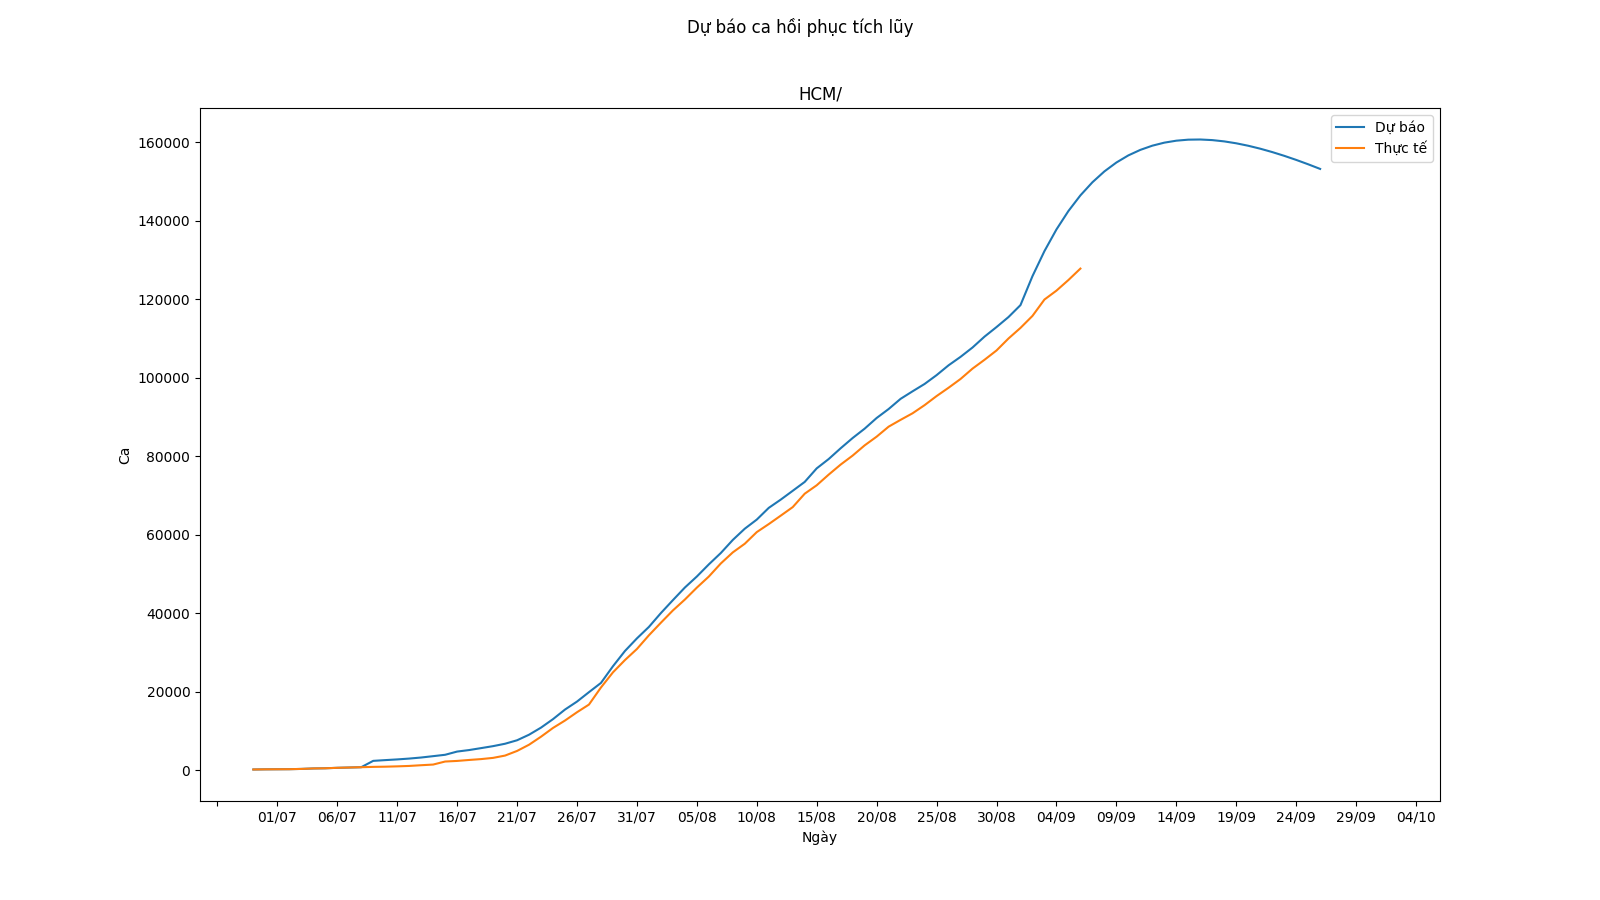 Dự báo ca hồi phục tích lũy
HCM/
Dự báo
Thực tế
160000
140000
120000
100000
80000
60000
40000
20000
0
Ca
01/07 06/07 11/07 16/07 21/07 26/07 31/07 05/08 10/08 15/08 20/08 25/08 30/08 04/09 09/09 14/09 19/09 24/09 29/09 04/10
Ngày